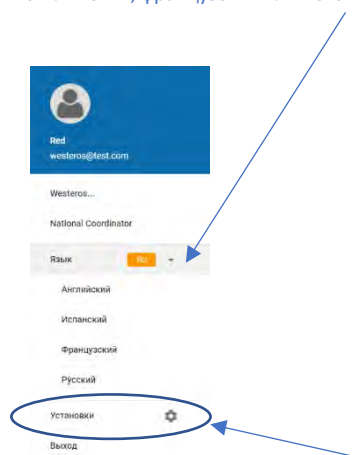 Red
westeros@test.com
Westeros...
National Coordinator
Язык RU
Английский
Испанский
Французский
Русский
Установки
Выход